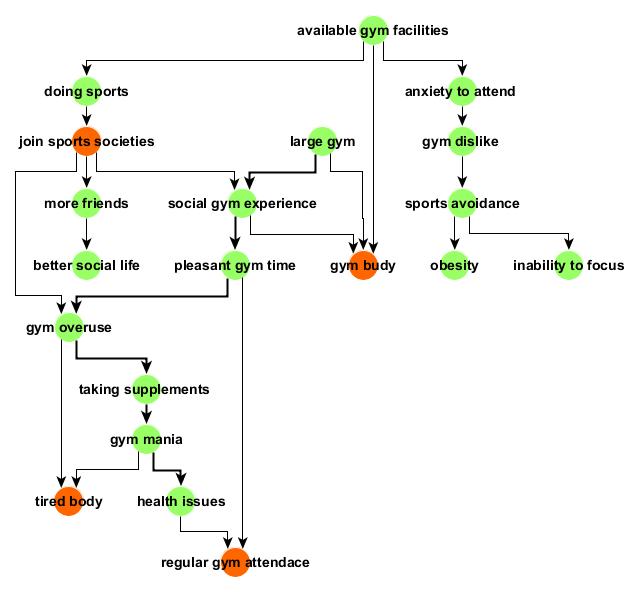 available gym facilities
doing sports
anxiety to attend
join sports societies
large gym
gym dislike
more friends
social gym experience
sports avoidance
better social life
pleasant gym time
gym budy
obesity
inability to focus
gym overuse
taking supplements
gym mania
tired body
health issues
regular gym attendace